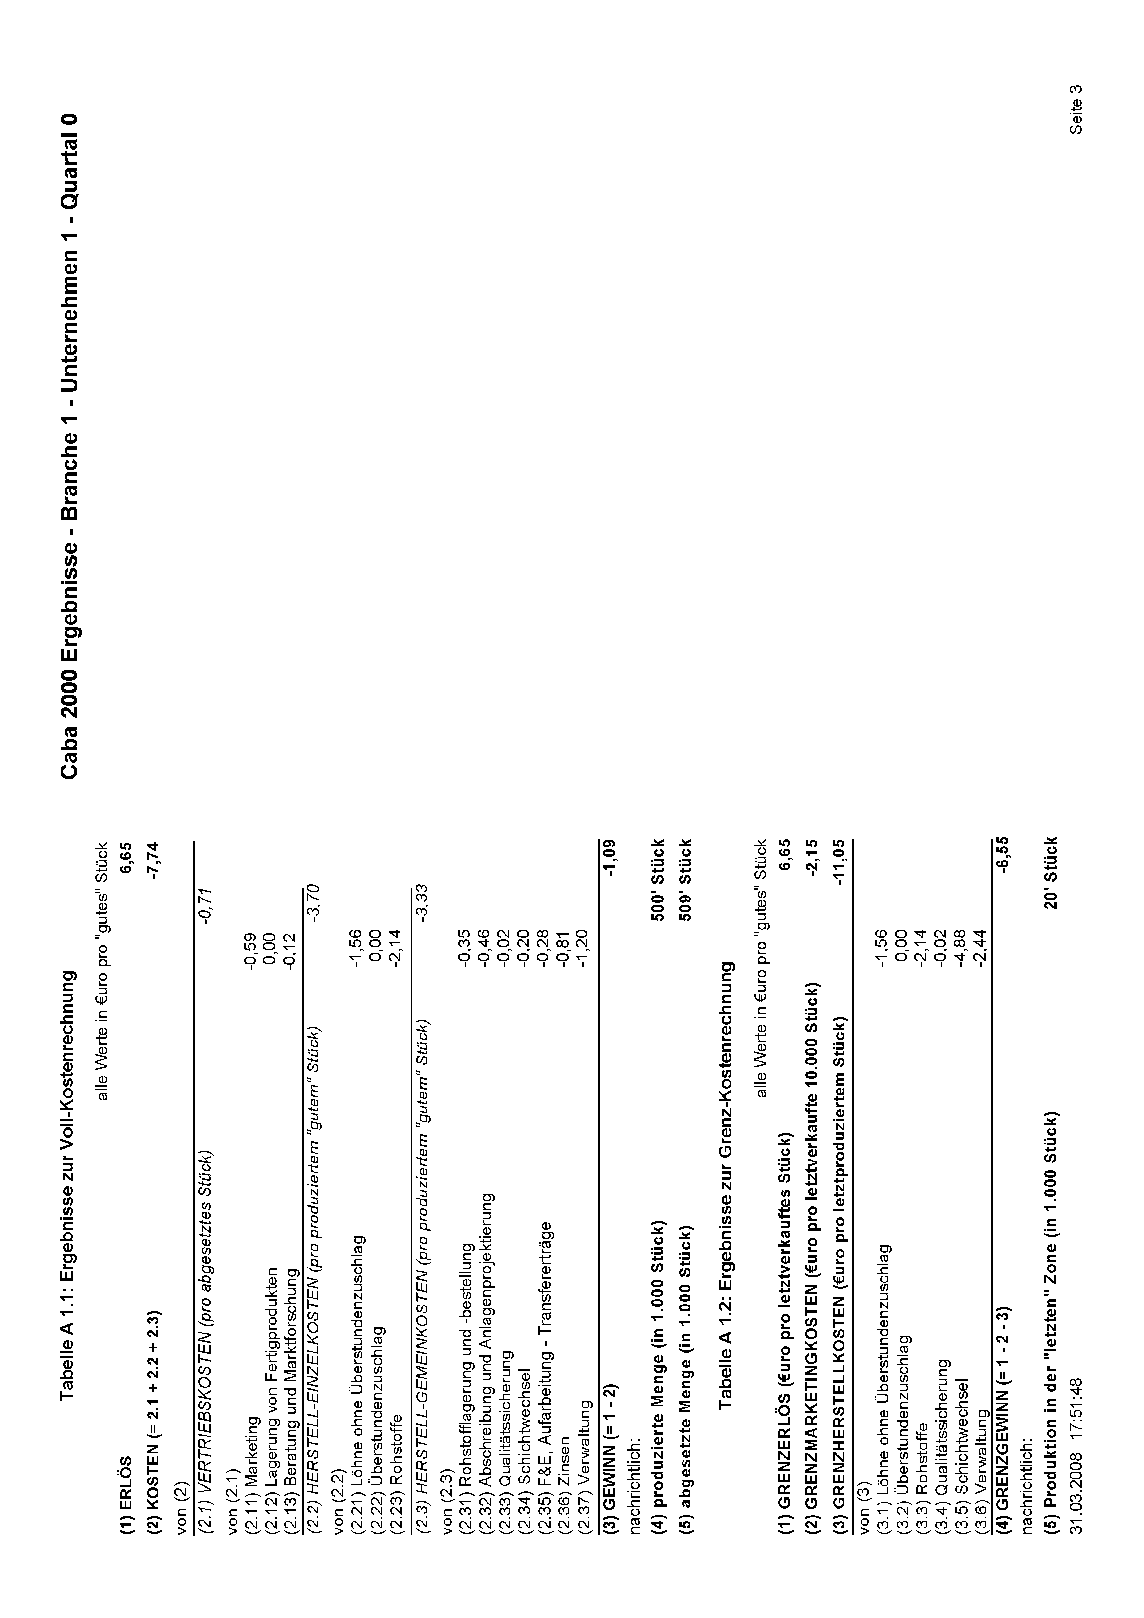 Caba 2000 Ergebnisse - Branche 1 - Unternehmen 1 - Quartal 0
Tabelle A 1.1: Ergebnisse zur Voll-Kostenrechnung
alle Werte in €uro pro "gutes" Stück
(1) ERLÖS 6,65
(2) KOSTEN (= 2.1 + 2.2 + 2.3) -7,74
von (2)
(2.1) VERTRIEBSKOSTEN (pro abgesetztes Stück) -0,71
von (2.1)
(2.11) Marketing -0,59
(2.12) Lagerung von Fertigprodukten 0,00
(2.13) Beratung und Marktforschung -0,12
(2.2) HERSTELL-EINZELKOSTEN (pro produziertem "gutem" Stück) -3,70
von (2.2)
(2.21) Löhne ohne Überstundenzuschlag -1,56
(2.22) Überstundenzuschlag 0,00
(2.23) Rohstoffe -2,14
(2.3) HERSTELL-GEMEINKOSTEN (pro produziertem "gutem" Stück) -3,33
von (2.3)
(2.31) Rohstofflagerung und -bestellung -0,35
(2.32) Abschreibung und Anlagenprojektierung -0,46
(2.33) Qualitätssicherung -0,02
(2.34) Schichtwechsel -0,20
(2.35) F&E, Aufarbeitung - Transfererträge -0,28
(2.36) Zinsen -0,81
(2.37) Verwaltung -1,20
(3) GEWINN (= 1 - 2) -1,09
nachrichtlich:
(4) produzierte Menge (in 1.000 Stück) 500' Stück
(5) abgesetzte Menge (in 1.000 Stück) 509' Stück
Tabelle A 1.2: Ergebnisse zur Grenz-Kostenrechnung
alle Werte in €uro pro "gutes" Stück
(1) GRENZERLÖS (€uro pro letztverkauftes Stück) 6,65
(2) GRENZMARKETINGKOSTEN (€uro pro letztverkaufte 10.000 Stück) -2,15
(3) GRENZHERSTELLKOSTEN (€uro pro letztproduziertem Stück) -11,05
von (3)
(3.1) Löhne ohne Überstundenzuschlag -1,56
(3.2) Überstundenzuschlag 0,00
(3.3) Rohstoffe -2,14
(3.4) Qualitätssicherung -0,02
(3.5) Schichtwechsel -4,88
(3.6) Verwaltung -2,44
(4) GRENZGEWINN (= 1 - 2 - 3) -6,55
nachrichtlich:
(5) Produktion in der "letzten" Zone (in 1.000 Stück) 20' Stück
31.03.2008 17:51:48 Seite 3